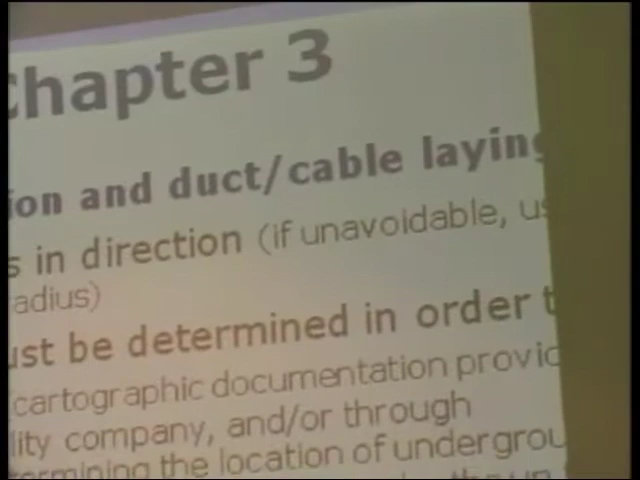 Chapter 3
ion and duct/cable laying
s in direction (if unavoidable, us
adius)
ust be determined in order t
cartographic documentation provid
lity company, and/or through
ermining the location of undergrou